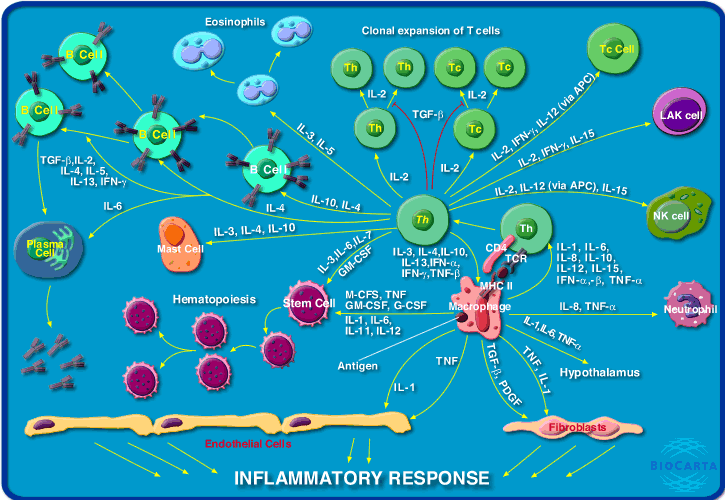 Eosinophils
Clonal expansion of T cells
B Cell
Th
Th
Tc
Tc
Tc Cell
IL-2
IL-2
B Cell
TGF-β
LAK cell
B Cell
Th
Tc
IL-3, IL-5
IL-2, IFN-γ, IL-12 (via APC)
IL-2, IFN-γ, IL-15
TGF-β,IL-2,
IL-4, IL-5,
IL-13, IFN-γ
B Cell
IL-2
IL-2
IL-2, IL-12 (via APC), IL-15
IL-10, IL-4
IL-6
IL-4
Th
Th
NK cell
IL-3, IL-4, IL-10
Plasma
Cell
Mast Cell
IL-3,IL-6,IL-7
GM-CSF
IL-3, IL-4,IL-10,
IL-13,IFN-α,
IFN-γ,TNF-β
CD4
TCR
MHC II
IL-1, IL-6,
IL-8, IL-10,
IL-12, IL-15,
IFN-α,-β, TNF-α
Hematopoiesis
Stem Cell
M-CFS, TNF
GM-CSF, G-CSF
IL-1, IL-6,
IL-11, IL-12
Macrophage
IL-8, TNF-α
Neutrophil
IL-1,IL6,TNF-α
Antigen
TNF
TGF-β, PDGF
TNF, IL-1
Hypothalamus
IL-1
Endothelial Cells
Fibroblasts
INFLAMMATORY RESPONSE
BIOCARTA